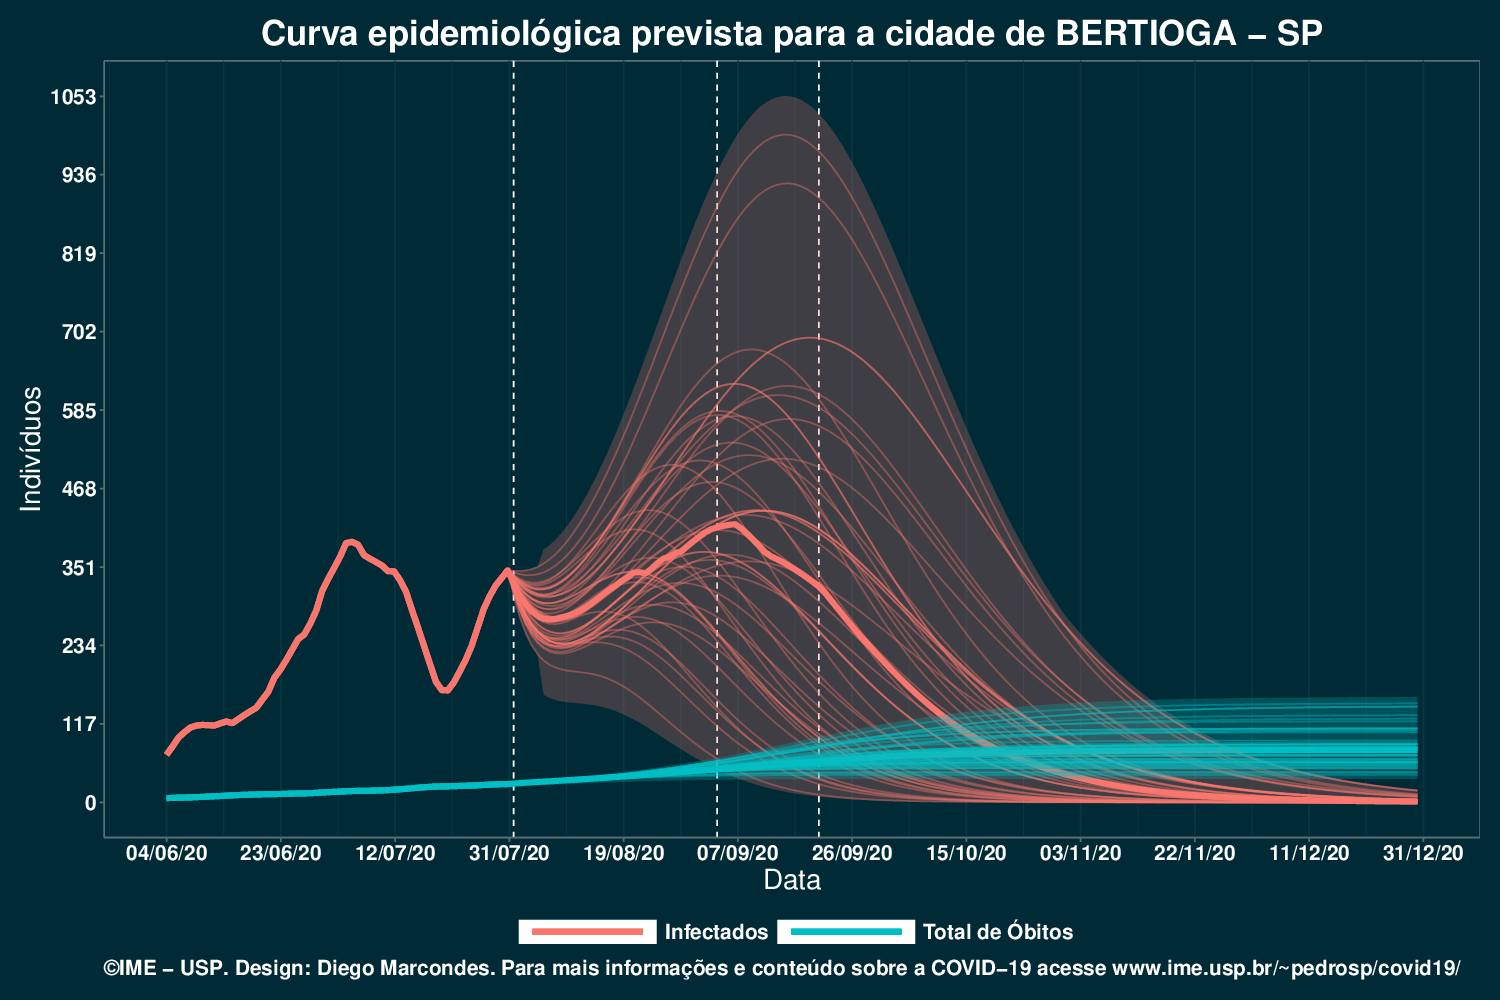 Curva epidemiológica prevista para a cidade de BERTIOGA – SP
Indivíduos
1053
936
819
702
585
468
351
234
117
0
04/06/20 23/06/20 12/07/20 31/07/20 19/08/20 07/09/20 26/09/20 15/10/20 03/11/20 22/11/20 11/12/20 31/12/20
Data
Infectados Total de Óbitos
©IME – USP. Design: Diego Marcondes. Para mais informações e conteúdo sobre a COVID–19 acesse www.ime.usp.br/~pedrosp/covid19/